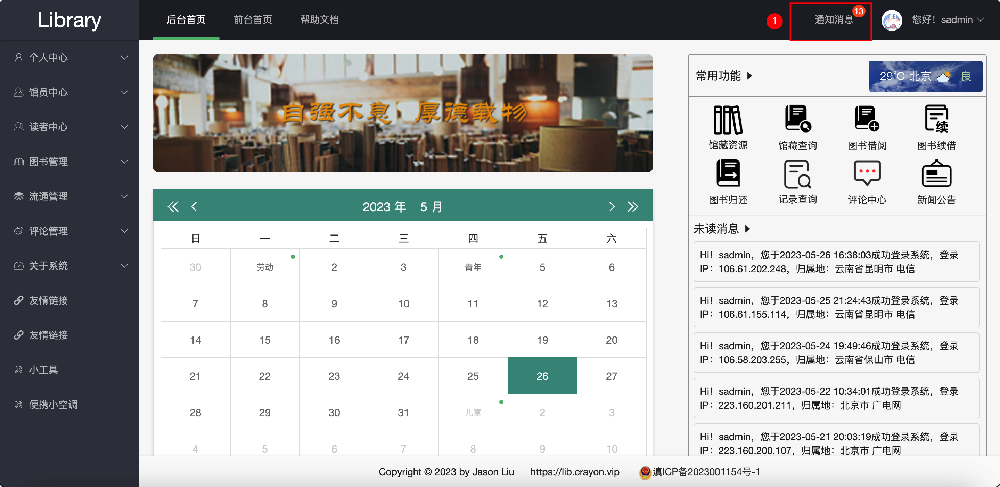 Library
后台首页
前台首页
帮助文档
1
通知消息
13
您好！sadmin
个人中心
馆员中心
读者中心
图书管理
流通管理
评论管理
关于系统
友情链接
友情链接
小工具
便携小空调
自强不息 厚德载物
2023 年 5 月
日 一 二 三 四 五 六
30 劳动 2 3 青年 5 6
7 8 9 10 11 12 13
14 15 16 17 18 19 20
21 22 23 24 25 26 27
28 29 30 31 儿童 2 3
4 5 6 7 8 9 10
常用功能
29°C 北京 良
续
馆藏资源 馆藏查询 图书借阅 图书续借
图书归还 记录查询 评论中心 新闻公告
未读消息
Hi！sadmin，您于2023-05-26 16:38:03成功登录系统，登录
IP：106.61.202.248，归属地：云南省昆明市 电信
Hi！sadmin，您于2023-05-25 21:24:43成功登录系统，登录
IP：106.61.155.114，归属地：云南省昆明市 电信
Hi！sadmin，您于2023-05-24 19:49:46成功登录系统，登录
IP：106.58.203.255，归属地：云南省保山市 电信
Hi！sadmin，您于2023-05-22 10:34:01成功登录系统，登录
IP：223.160.201.211，归属地：北京市 广电网
Hi！sadmin，您于2023-05-21 20:03:19成功登录系统，登录
IP：223.160.200.107，归属地：北京市 广电网
Copyright © 2023 by Jason Liu https://lib.crayon.vip 滇ICP备2023001154号-1